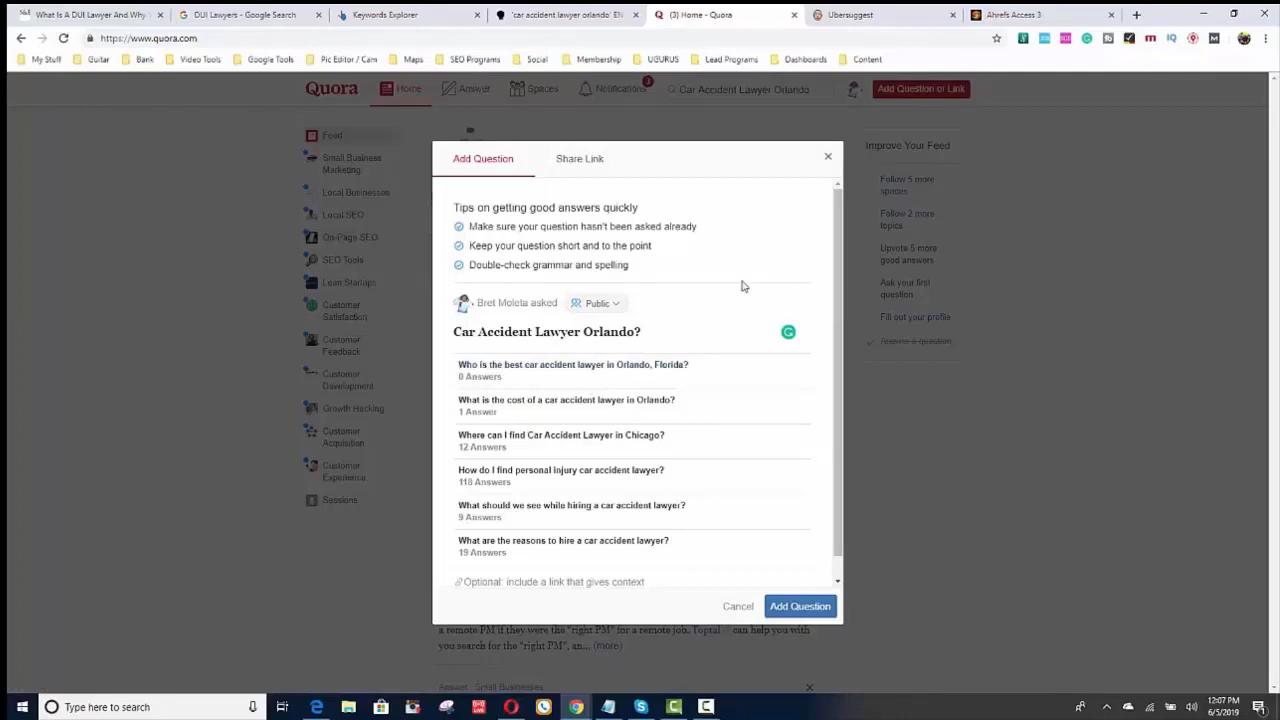 What Is A DUI Lawyer And Why
DUI Lawyers - Google Search
Keywords Explorer
'car accident lawyer orlando' EN
(3) Home - Quora
Ubersuggest
Ahrefs Access 3
https://www.quora.com
My Stuff
Guitar
Bank
Video Tools
Google Tools
Pic Editor / Cam
Maps
SEO Programs
Social
Membership
UGURUS
Lead Programs
Dashboards
Content
Quora
Home
Answer
Spaces
Notifications
3
Car Accident Lawyer Orlando
Add Question or Link
Feed
Small Business
Marketing
Local Businesses
Local SEO
On-Page SEO
SEO Tools
Lean Startups
Customer
Satisfaction
Customer
Feedback
Customer
Development
Growth Hacking
Customer
Acquisition
Customer
Experience
Sessions
Add Question
Share Link
Tips on getting good answers quickly
Make sure your question hasn't been asked already
Keep your question short and to the point
Double-check grammar and spelling
Bret Moleta asked
Public
Car Accident Lawyer Orlando?
Who is the best car accident lawyer in Orlando, Florida?
0 Answers
What is the cost of a car accident lawyer in Orlando?
1 Answer
Where can I find Car Accident Lawyer in Chicago?
12 Answers
How do I find personal injury car accident lawyer?
118 Answers
What should we see while hiring a car accident lawyer?
9 Answers
What are the reasons to hire a car accident lawyer?
19 Answers
Optional: include a link that gives context
Cancel
Add Question
Improve Your Feed
Follow 5 more
spaces
Follow 2 more
topics
Upvote 5 more
good answers
Ask your first
question
Fill out your profile
a remote PM if they were the "right PM" for a remote job. Toptal can help you with
you search for the "right PM", an... (more)
Answer · Small Businesses
Type here to search
12:07 PM
6/5/2019